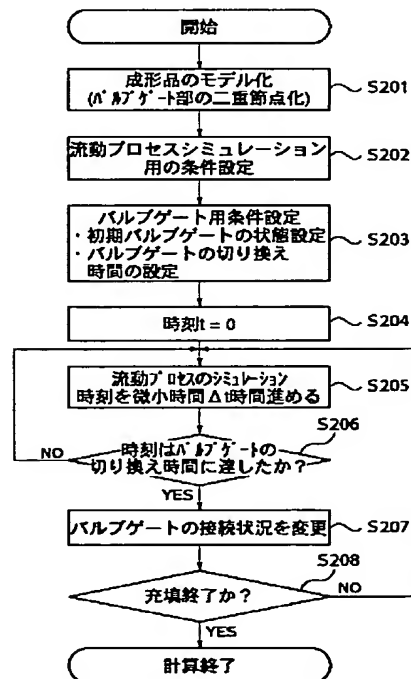 開始
成形品のモデル化
(バルブゲート部の二重節点化)
S201
流動プロセスシミュレーション
用の条件設定
S202
バルブゲート用条件設定
・初期バルブゲートの状態設定
・バルブゲートの切り換え
時間の設定
S203
時刻t = 0
S204
流動プロセスのシミュレーション
時刻を微小時間Δt時間進める
S205
時刻はバルブゲートの
切り換え時間に達したか?
S206
NO
YES
バルブゲートの接続状況を変更
S207
充填終了か?
S208
NO
YES
計算終了